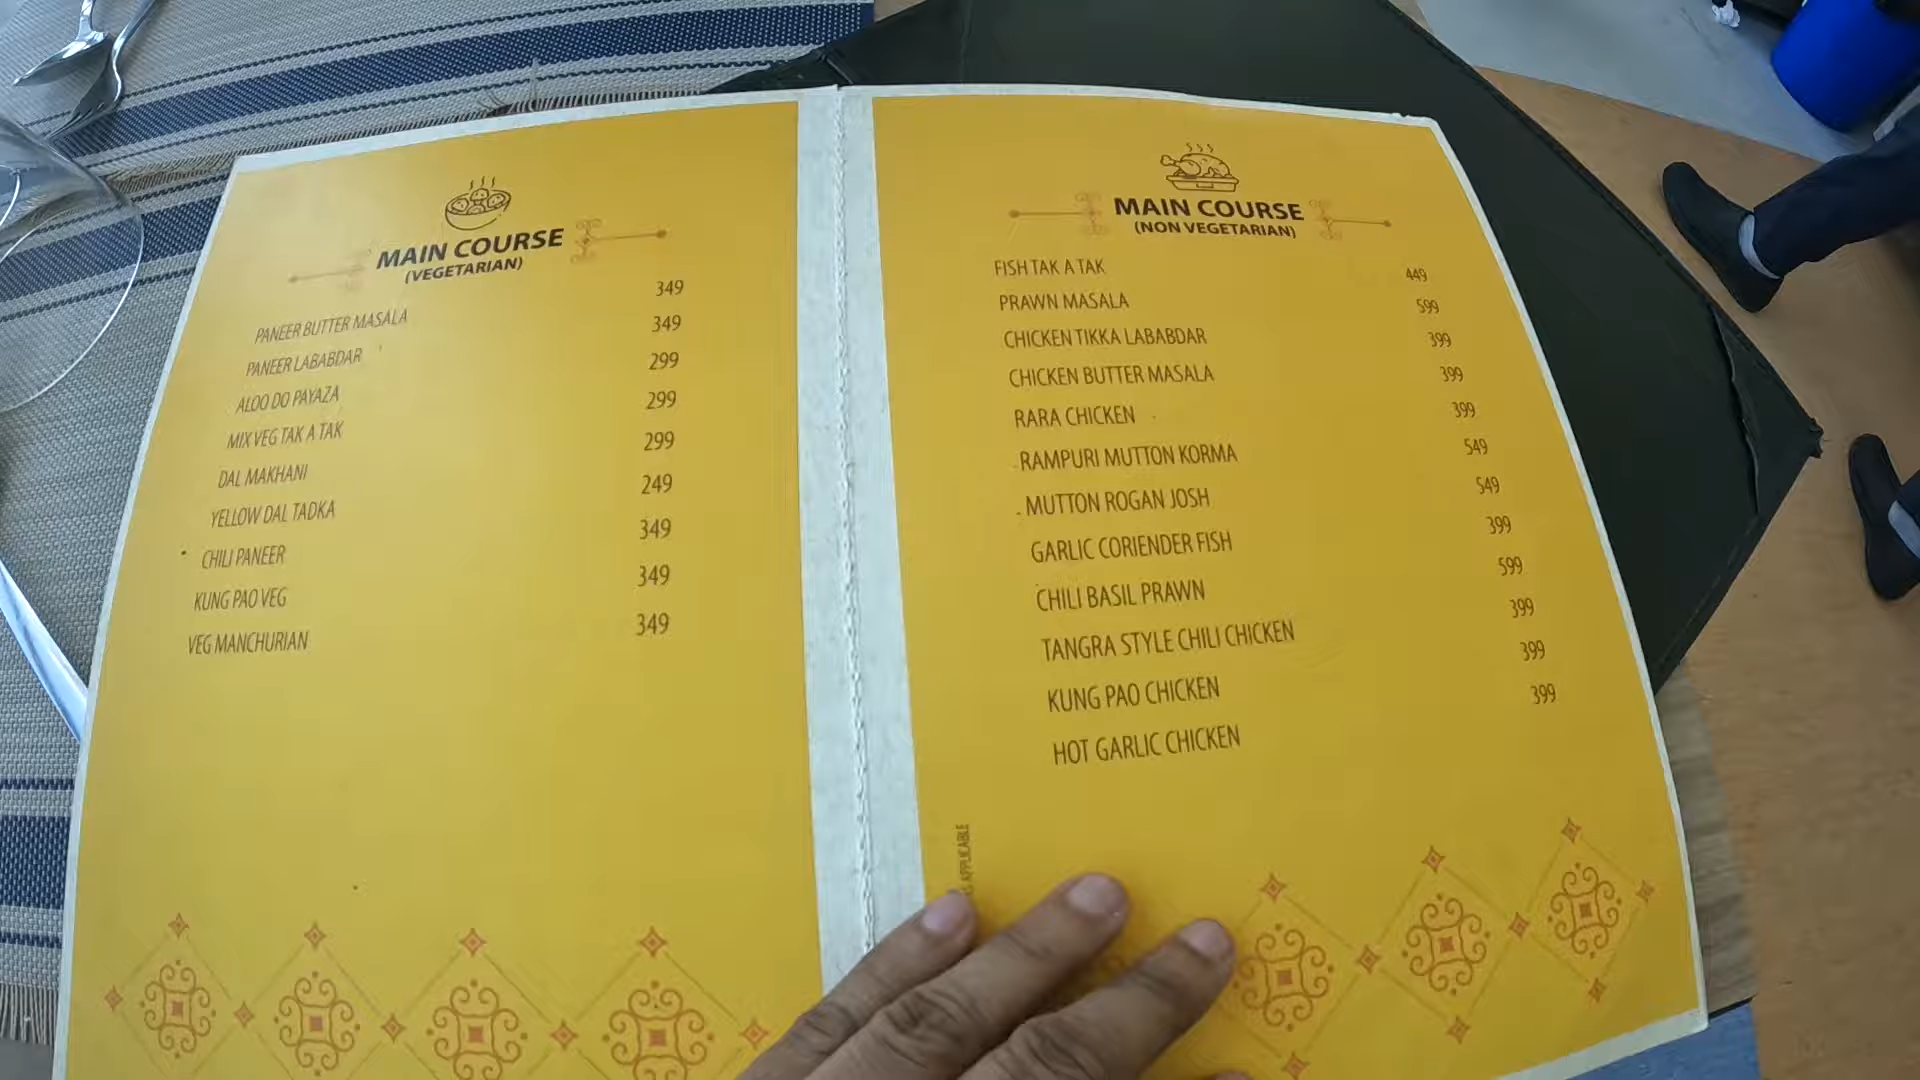 MAIN COURSE
(VEGETARIAN)
PANEER BUTTER MASALA 349
PANEER LABABDAR 349
ALOO DO PAYAZA 299
MIX VEG TAK A TAK 299
DAL MAKHANI 299
YELLOW DAL TADKA 249
CHILI PANEER 349
KUNG PAO VEG 349
VEG MANCHURIAN 349
MAIN COURSE
(NON VEGETARIAN)
FISH TAK A TAK 449
PRAWN MASALA 599
CHICKEN TIKKA LABABDAR 399
CHICKEN BUTTER MASALA 399
RARA CHICKEN 399
RAMPURI MUTTON KORMA 549
MUTTON ROGAN JOSH 549
GARLIC CORIENDER FISH 399
CHILI BASIL PRAWN 599
TANGRA STYLE CHILI CHICKEN 399
KUNG PAO CHICKEN 399
HOT GARLIC CHICKEN 399
APPLICABLE